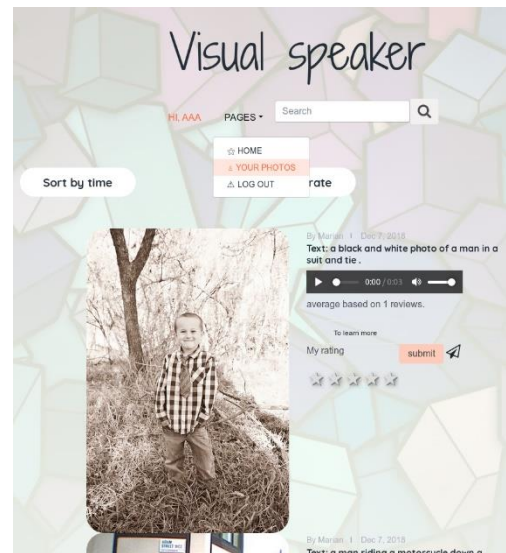 Visual speaker
HI, AAA
PAGES
Search
☆ HOME
YOUR PHOTOS
⚠ LOG OUT
Sort by time
rate
By Marian | Dec 7, 2018
Text: a black and white photo of a man in a
suit and tie .
0:00 / 0:03
average based on 1 reviews.
To learn more
My rating
submit
By Marian | Dec 7, 2018
Text: a man riding a motorcycle down a